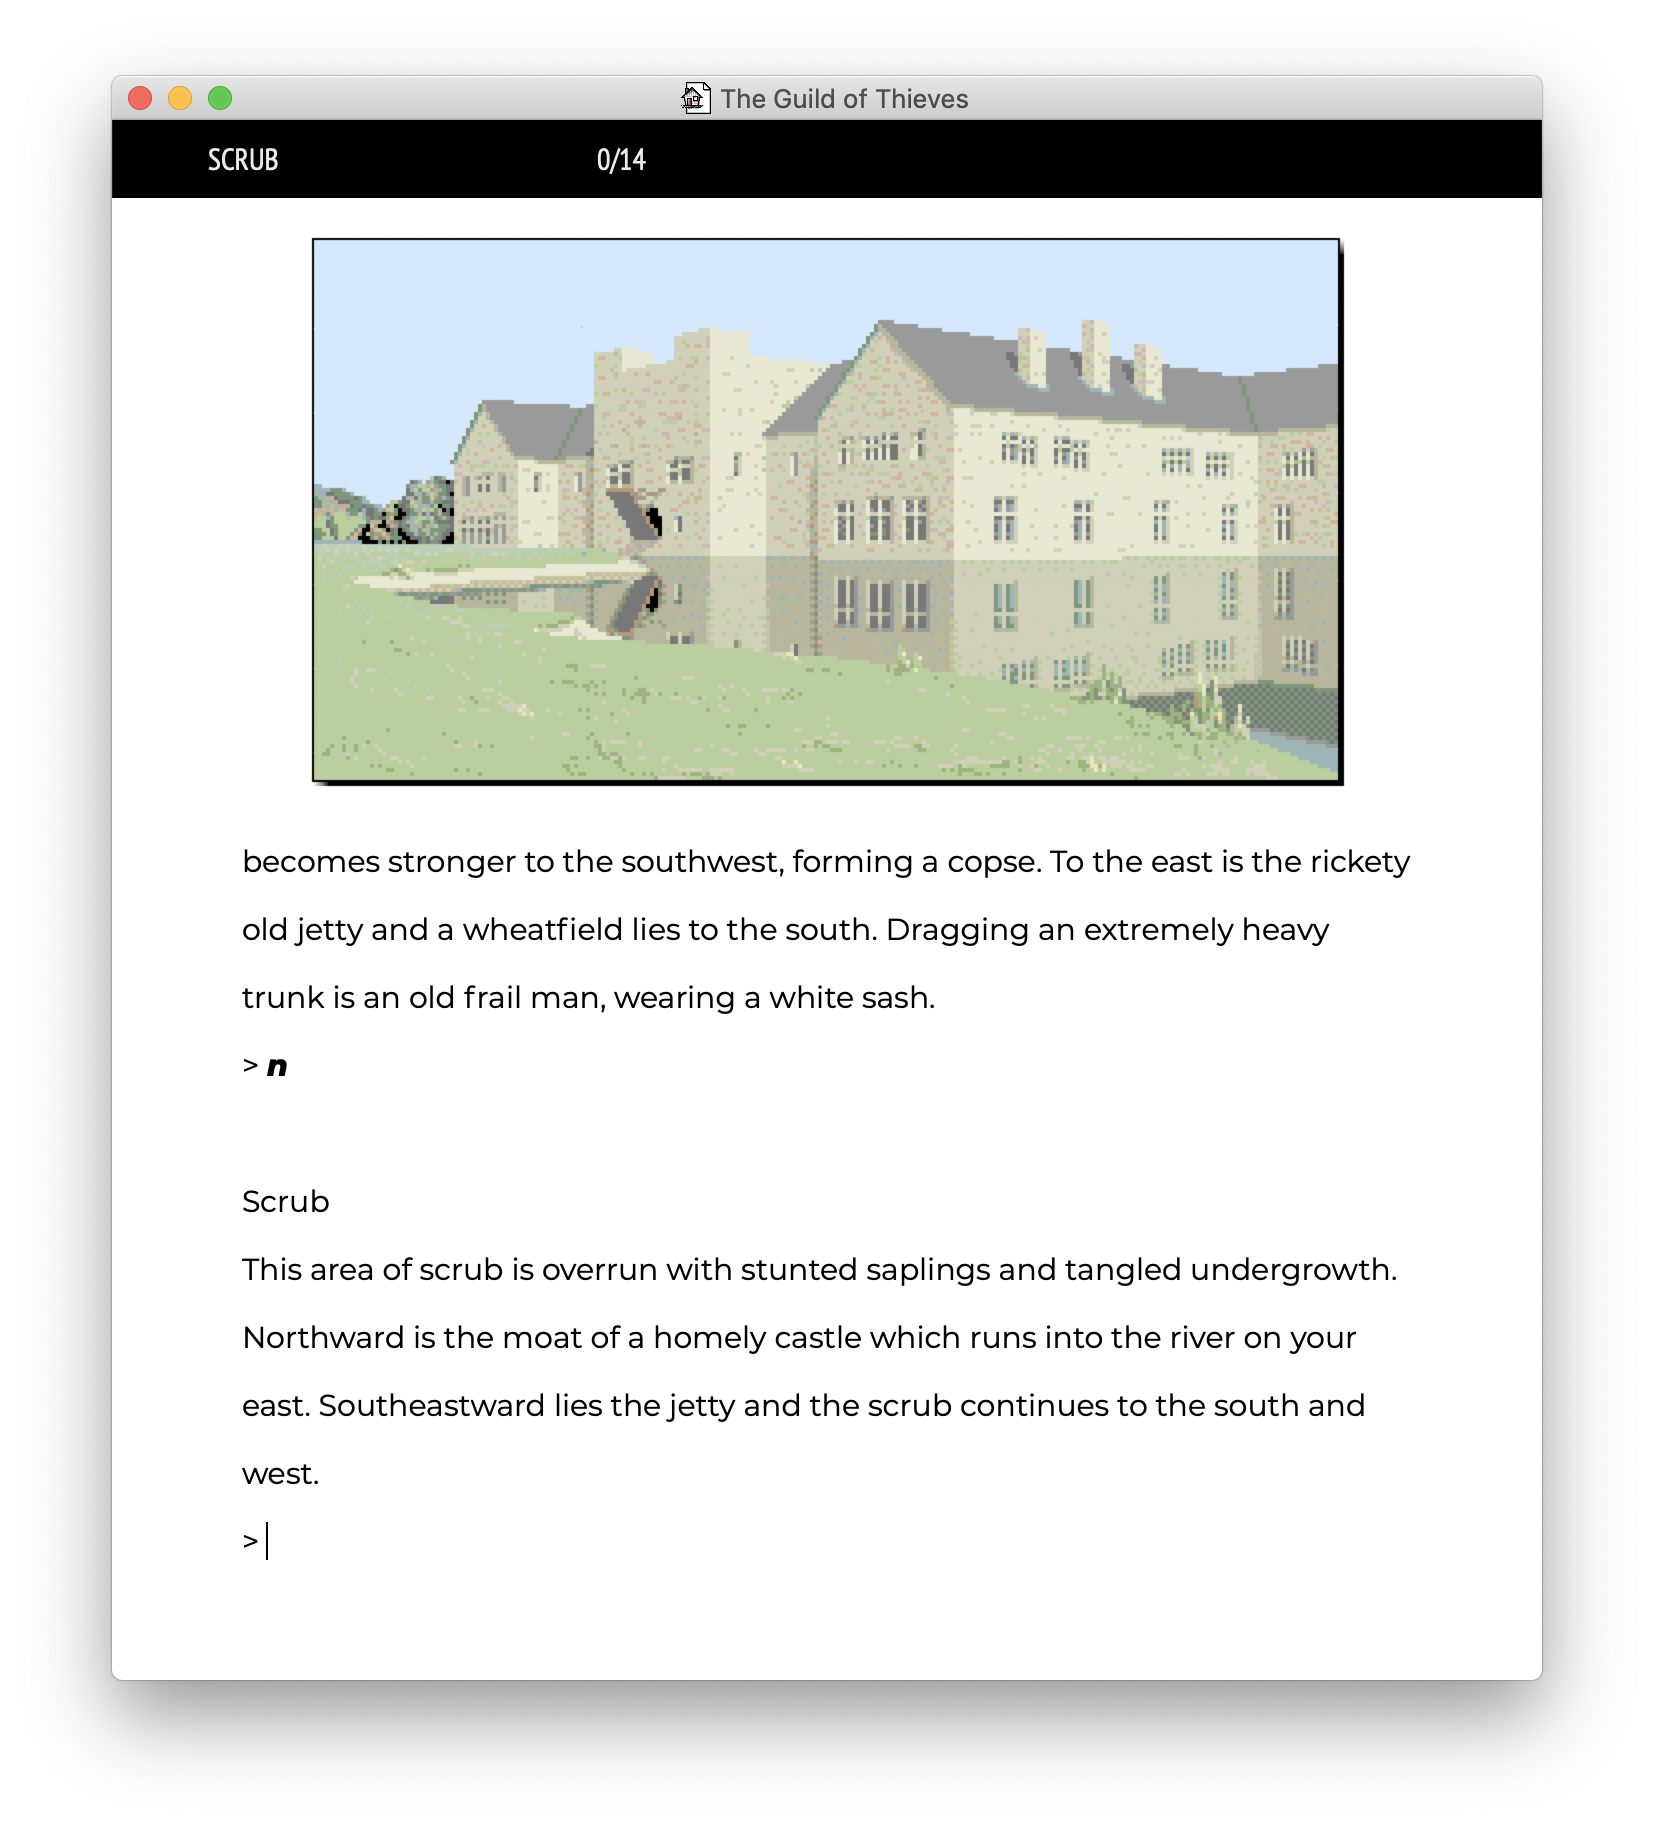 The Guild of Thieves
SCRUB 0/14
becomes stronger to the southwest, forming a copse. To the east is the rickety
old jetty and a wheatfield lies to the south. Dragging an extremely heavy
trunk is an old frail man, wearing a white sash.
> n
Scrub
This area of scrub is overrun with stunted saplings and tangled undergrowth.
Northward is the moat of a homely castle which runs into the river on your
east. Southeastward lies the jetty and the scrub continues to the south and
west.
>